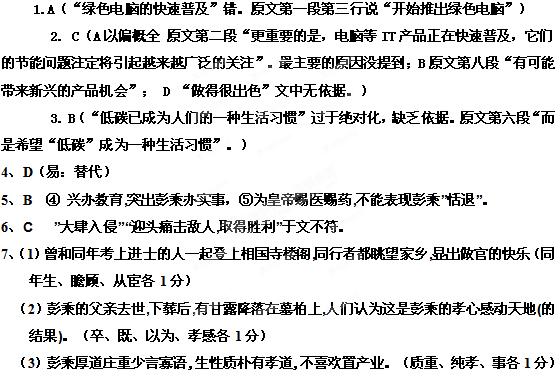 1.A（“绿色电脑的快速普及”错。原文第一段第三行说“开始推出绿色电脑”）
2. C（A以偏概全 原文第二段“更重要的是，电脑等 IT产品正在快速普及，它们
的节能问题注定将引起越来越广泛的关注”。最主要的原因没提到；B原文第八段“有可能
带来新兴的产品机会”； D “做得很出色”文中无依据。）
3. B(“低碳已成为人们的一种生活习惯”过于绝对化，缺乏依据。原文第六段“而
是希望“低碳”成为一种生活习惯”。)
4、D(易：替代)
5、B ④ 兴办教育,突出彭乘办实事，⑤为皇帝赐医赐药,不能表现彭乘”恬退”。
6、C ”大肆入侵”“迎头痛击敌人,取得胜利”于文不符。
7、(1)曾和同年考上进士的人一起登上相国寺楼阁,同行者都眺望家乡,品出做官的快乐(同
年生、瞻顾、从宦各1分)
(2)彭乘的父亲去世,下葬后,有甘露降落在墓柏上,人们认为这是彭乘的孝心感动天地(的
结果)。（卒、既、以为、孝感各1分）
(3)彭乘厚道庄重少言寡语,生性质朴有孝道,不喜欢置产业。（质重、纯孝、事各1分）